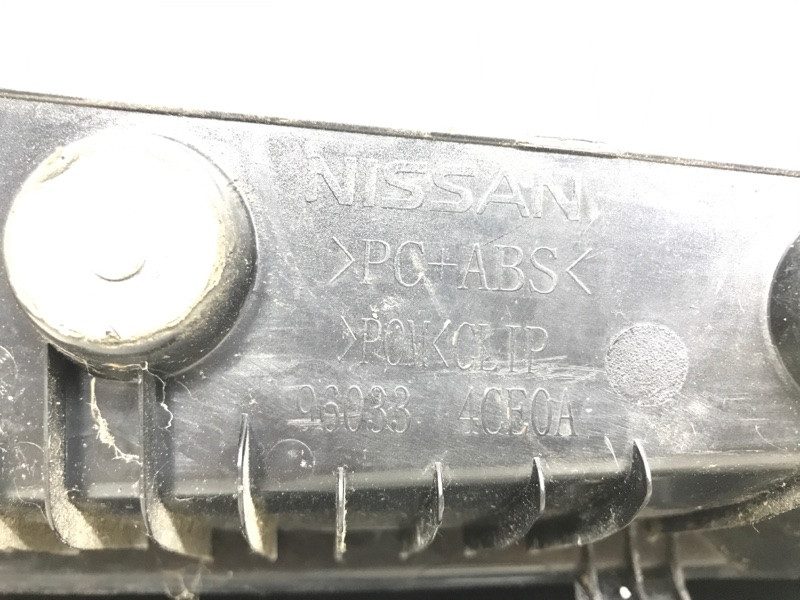 NISSAN
>PC+ABS<
>POM<CLIP
96033 4CE0A